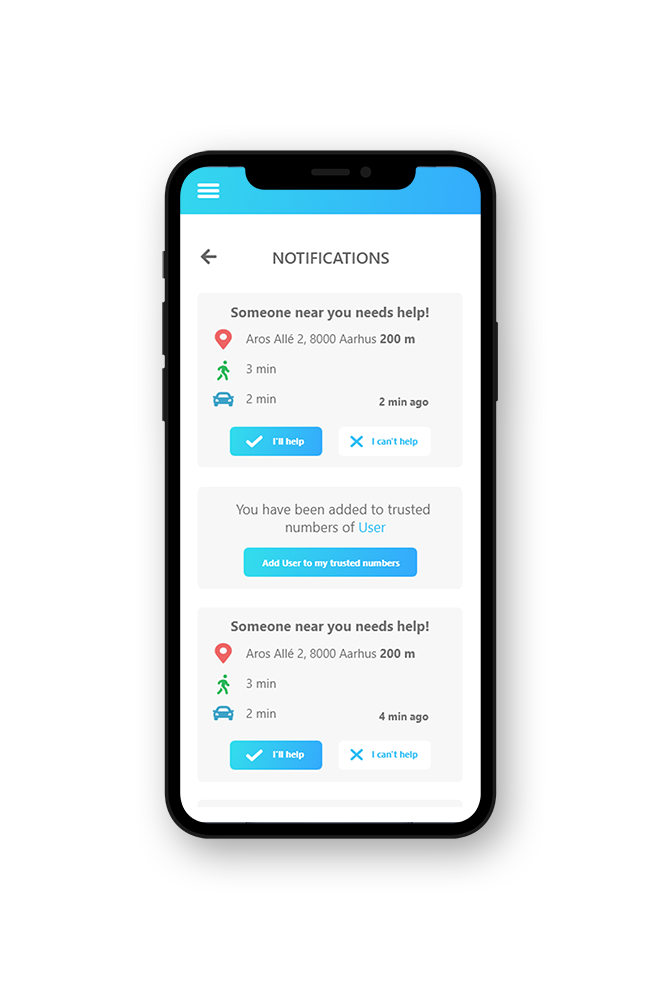 NOTIFICATIONS
Someone near you needs help!
Aros Allé 2, 8000 Aarhus 200 m
3 min
2 min
2 min ago
I'll help
I can't help
You have been added to trusted
numbers of User
Add User to my trusted numbers
Someone near you needs help!
Aros Allé 2, 8000 Aarhus 200 m
3 min
2 min
4 min ago
I'll help
I can't help